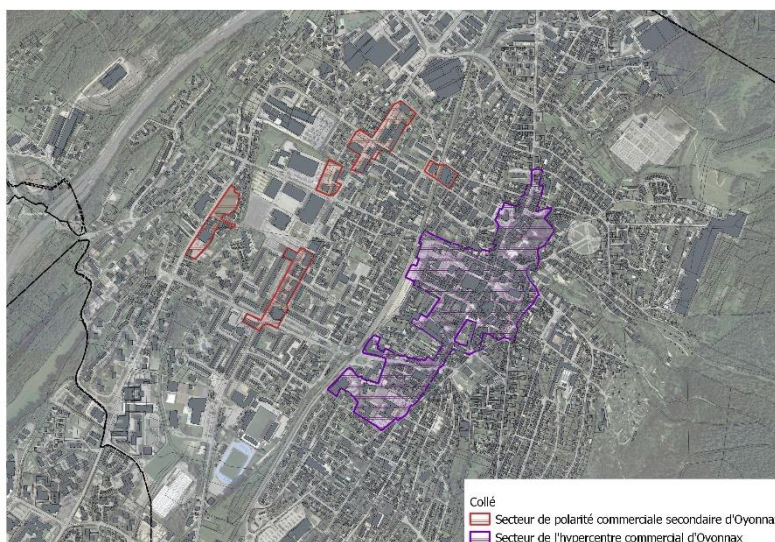 Collé
Secteur de polarité commerciale secondaire d'Oyonna
Secteur de l'hypercentre commercial d'Oyonnax